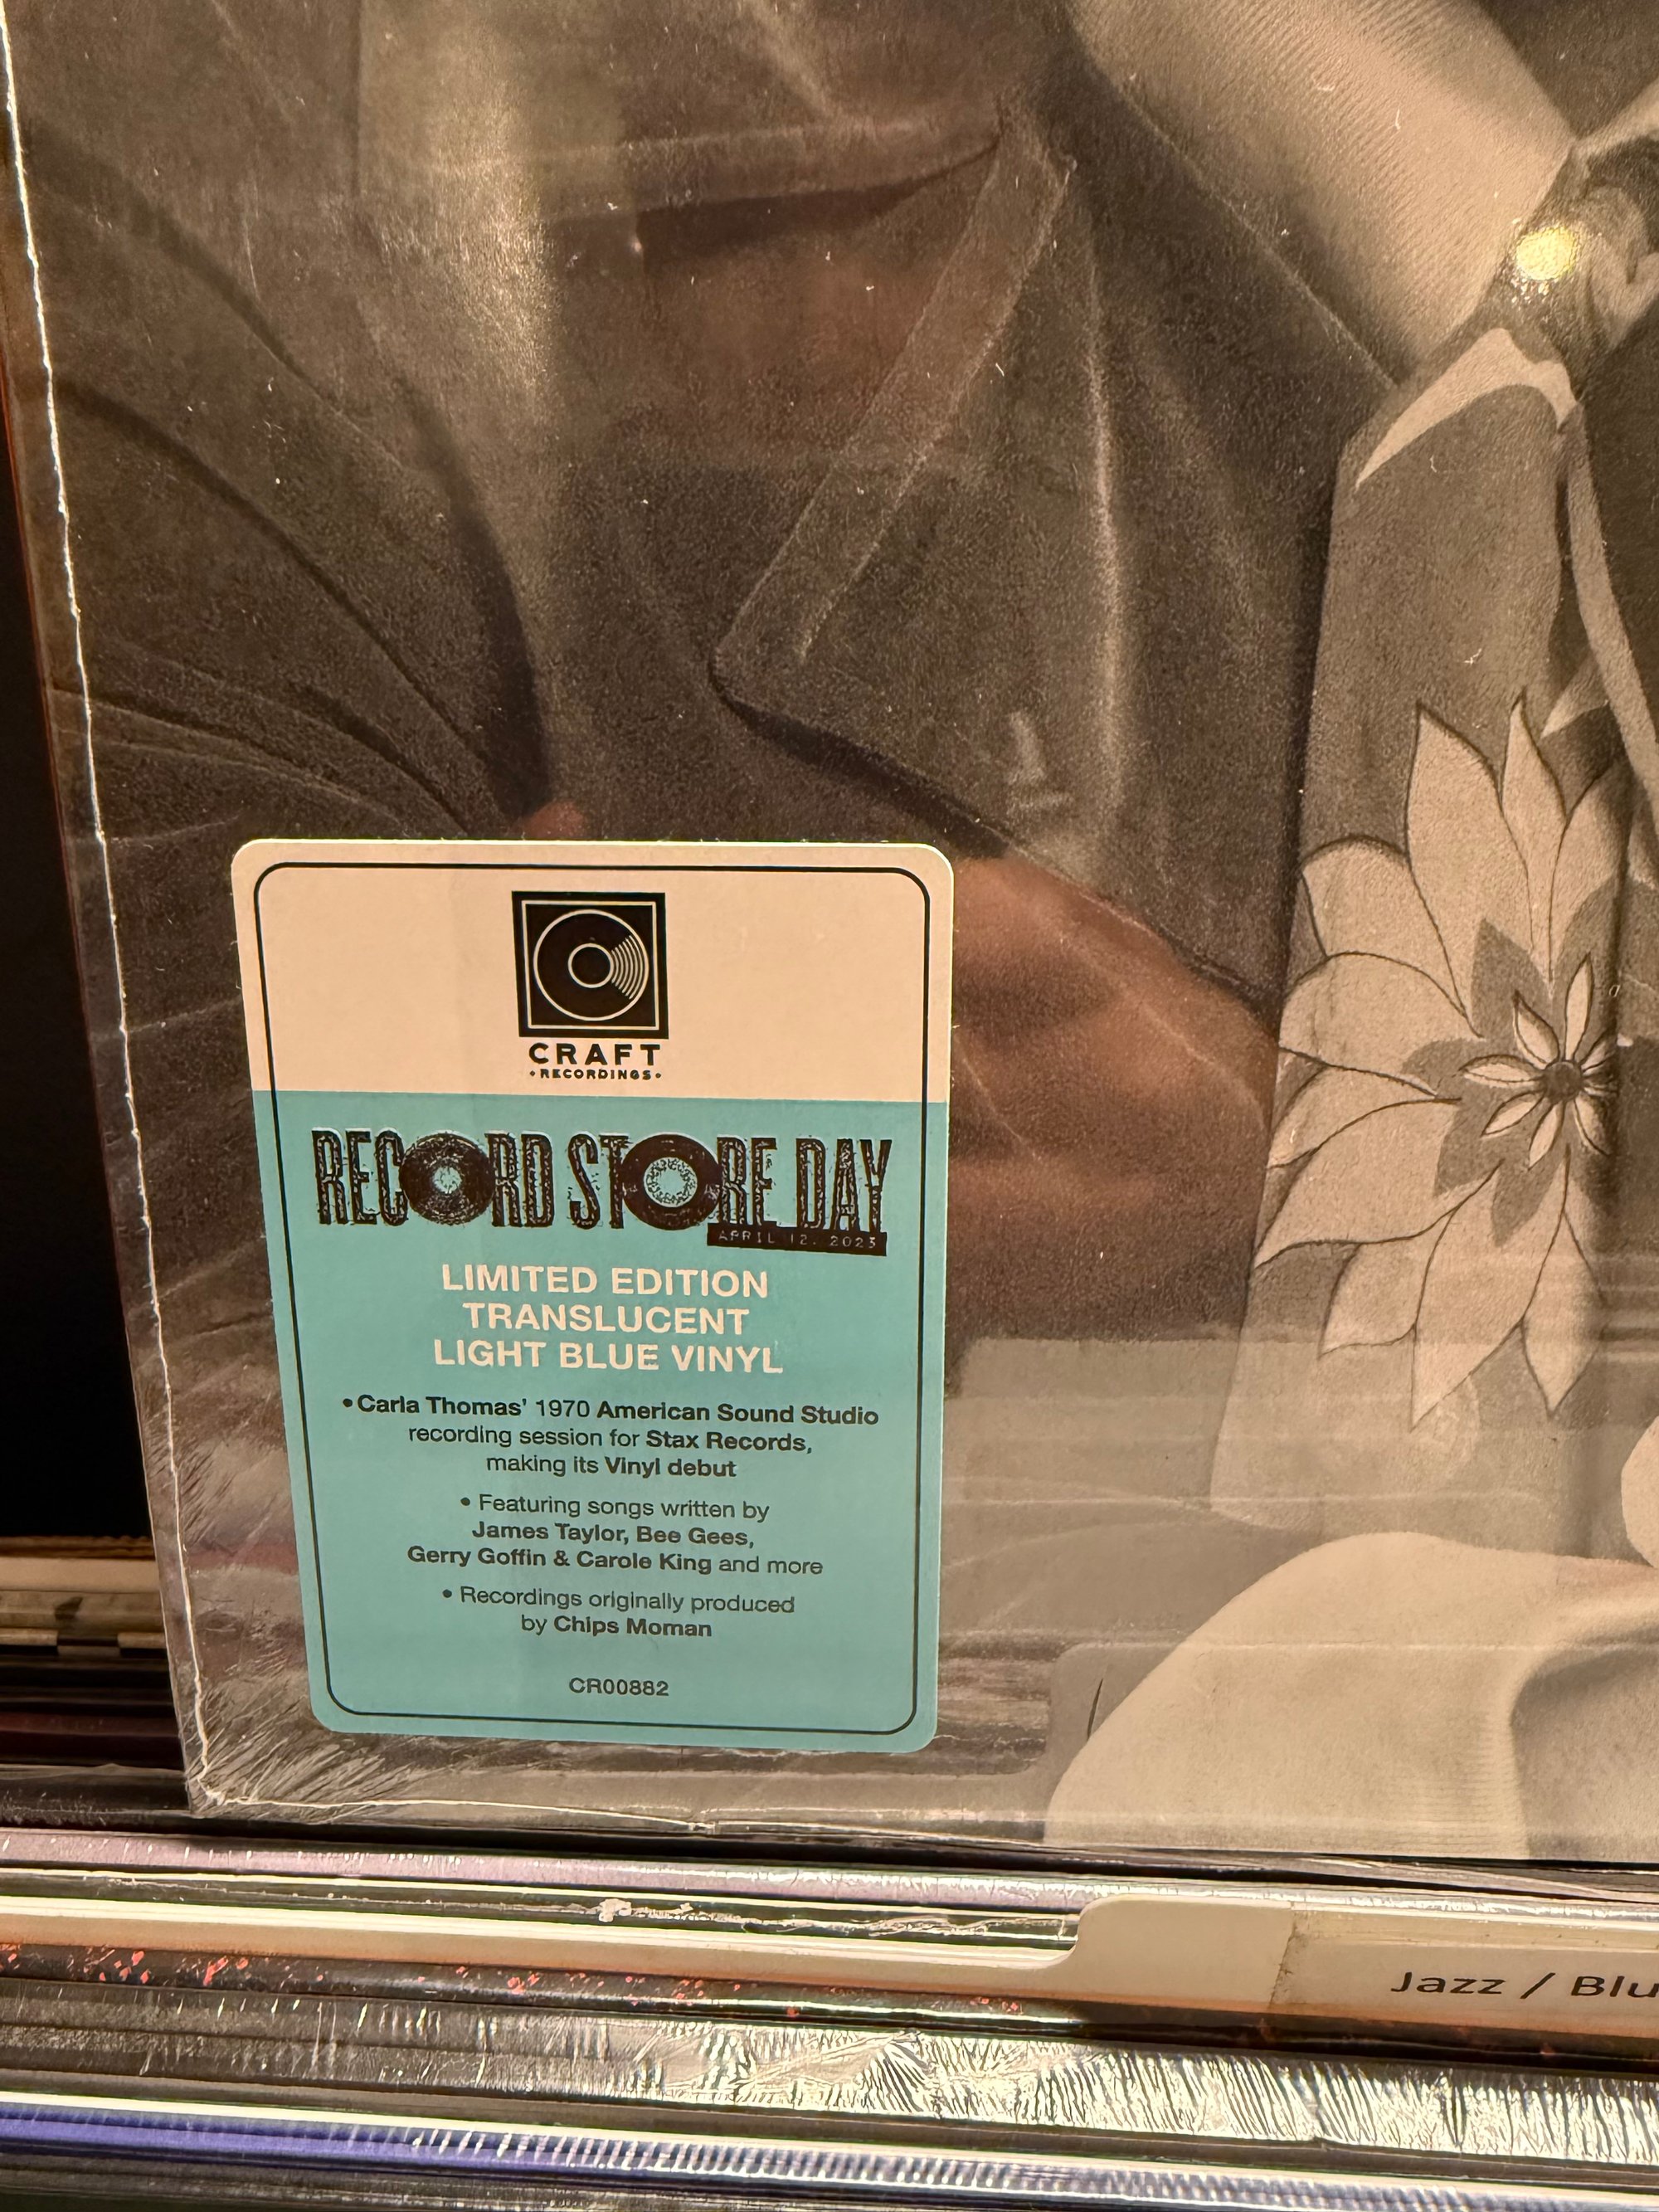 CRAFT
•RECORDINGS•
RECORD STORE DAY
APRIL 12, 2025
LIMITED EDITION
TRANSLUCENT
LIGHT BLUE VINYL
• Carla Thomas' 1970 American Sound Studio
recording session for Stax Records,
making its Vinyl debut
• Featuring songs written by
James Taylor, Bee Gees,
Gerry Goffin & Carole King and more
• Recordings originally produced
by Chips Moman
CR00882
Jazz / Blu